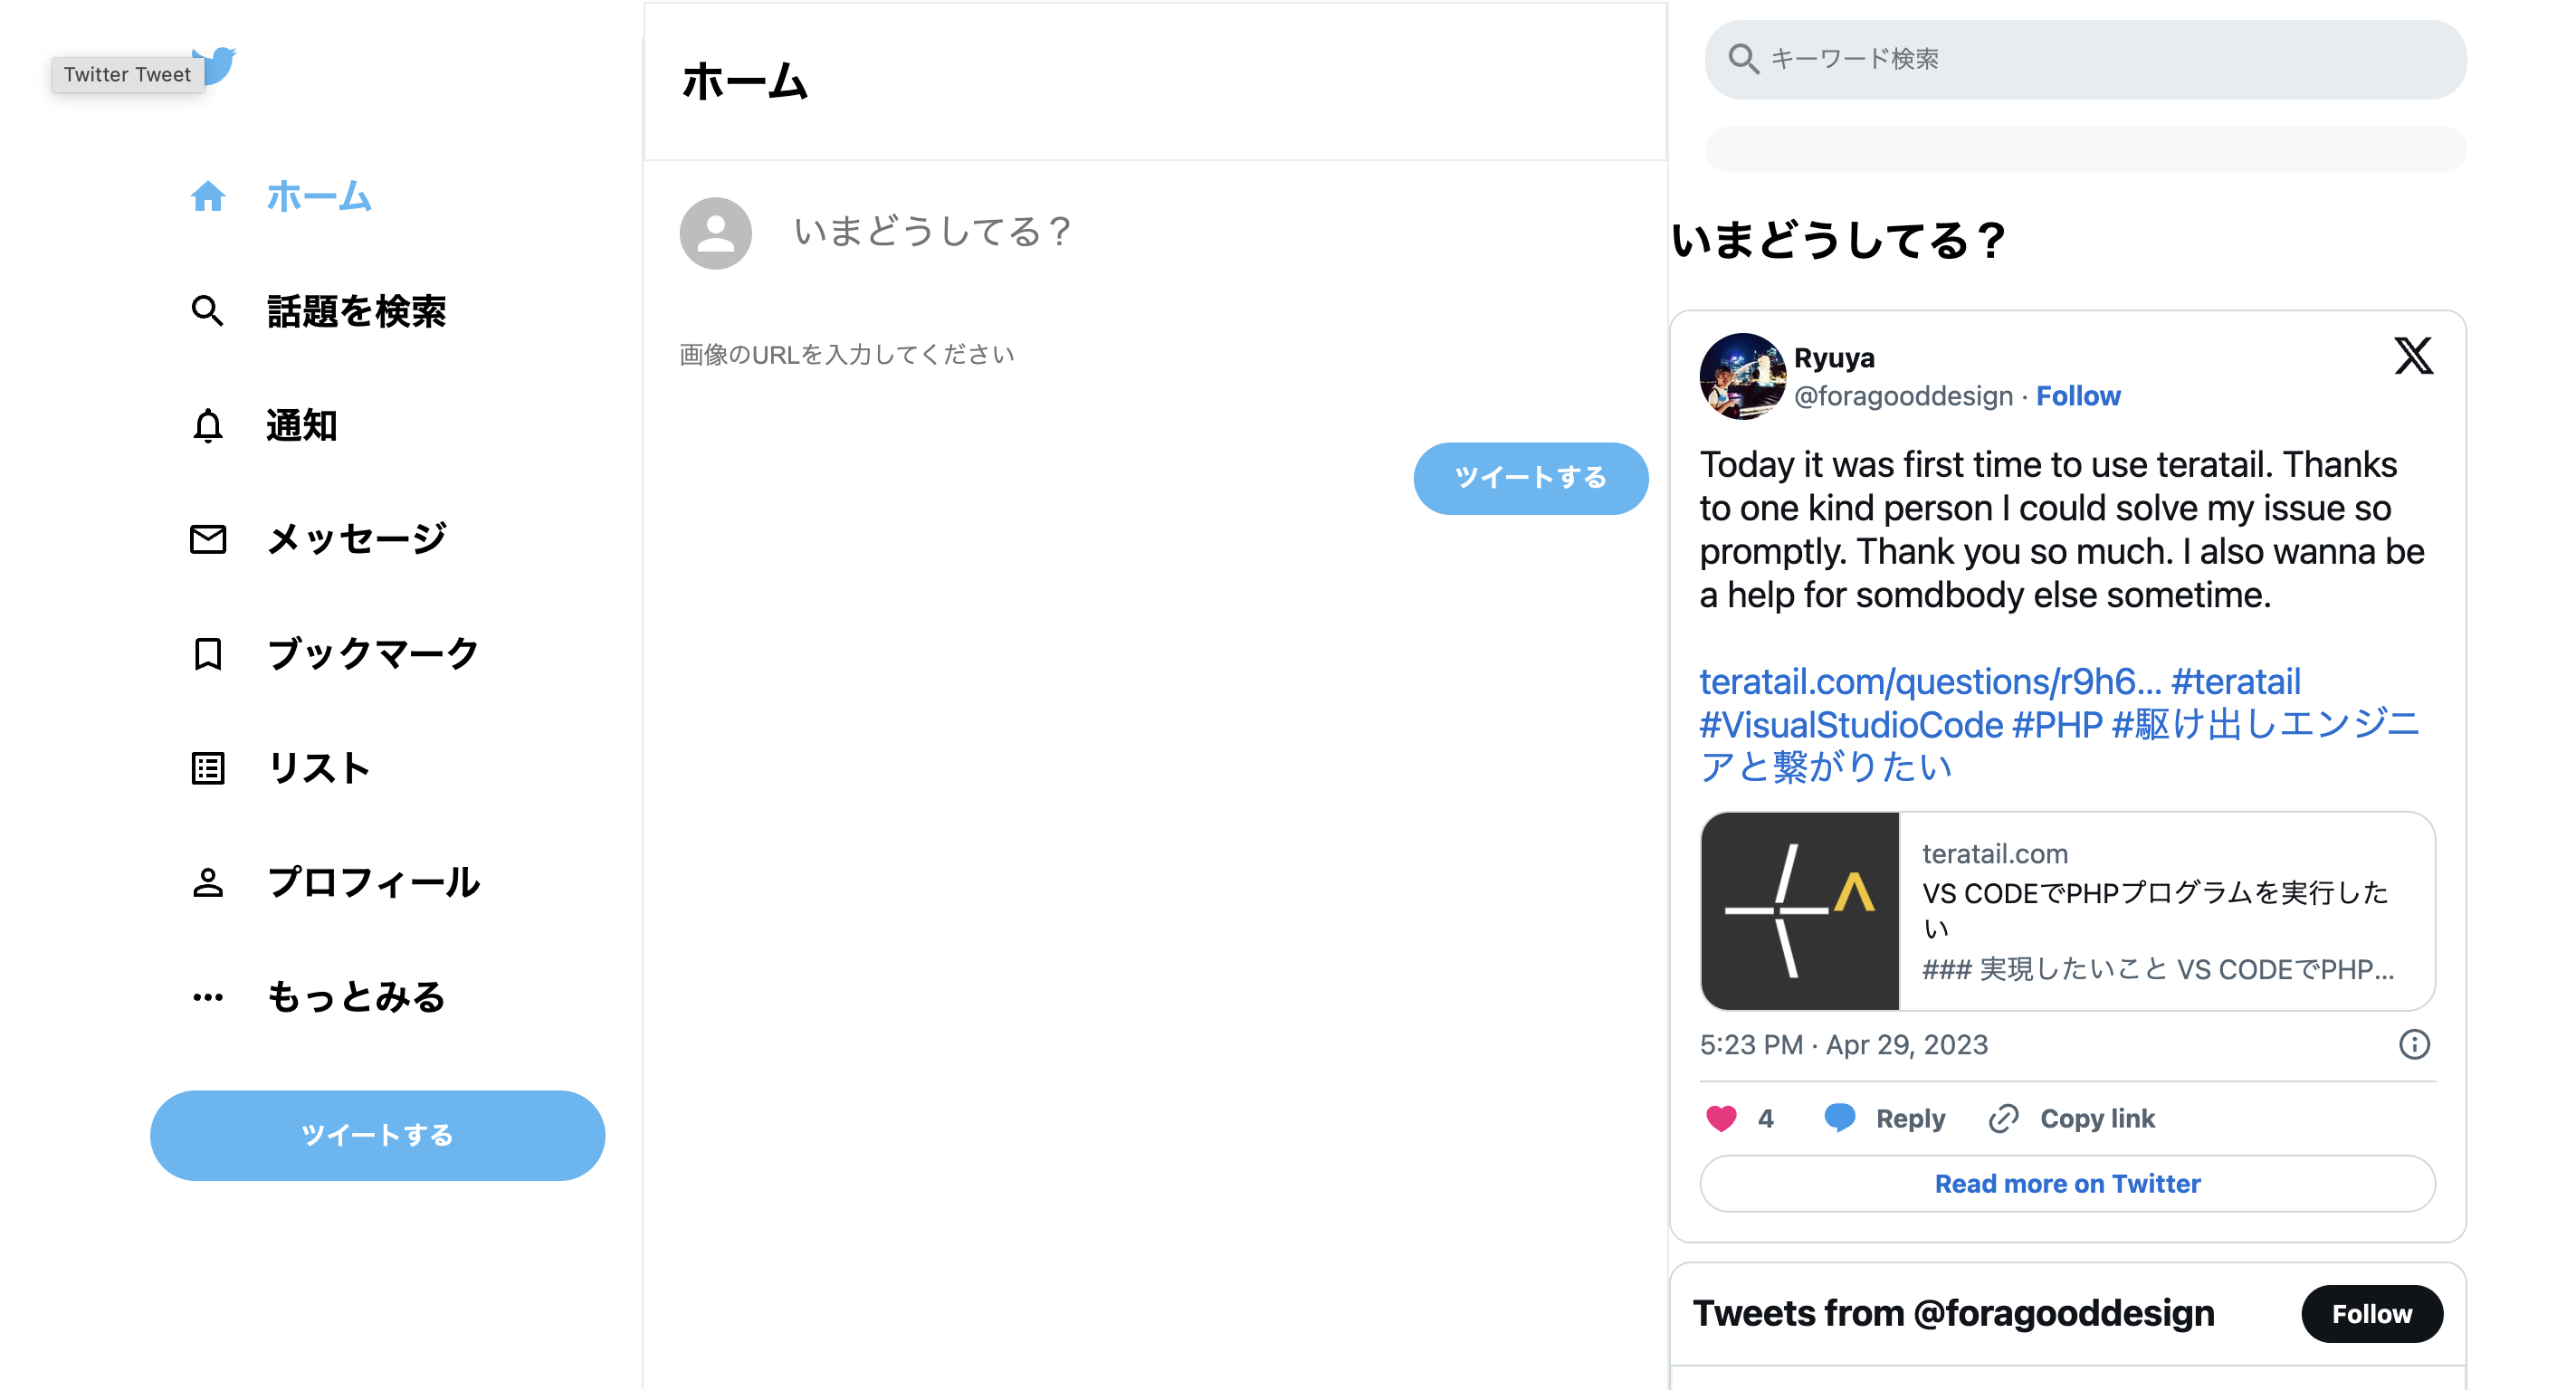 Twitter Tweet
ホーム
話題を検索
通知
メッセージ
ブックマーク
リスト
プロフィール
もっとみる
ツイートする
ホーム
いまどうしてる？
画像のURLを入力してください
ツイートする
キーワード検索
いまどうしてる？
Ryuya
@foragooddesign · Follow
Today it was first time to use teratail. Thanks
to one kind person I could solve my issue so
promptly. Thank you so much. I also wanna be
a help for somdbody else sometime.
teratail.com/questions/r9h6... #teratail
#VisualStudioCode #PHP #駆け出しエンジニ
アと繋がりたい
teratail.com
VS CODEでPHPプログラムを実行した
い
### 実現したいこと VS CODEでPHP...
5:23 PM · Apr 29, 2023
4 Reply Copy link
Read more on Twitter
Tweets from @foragooddesign
Follow